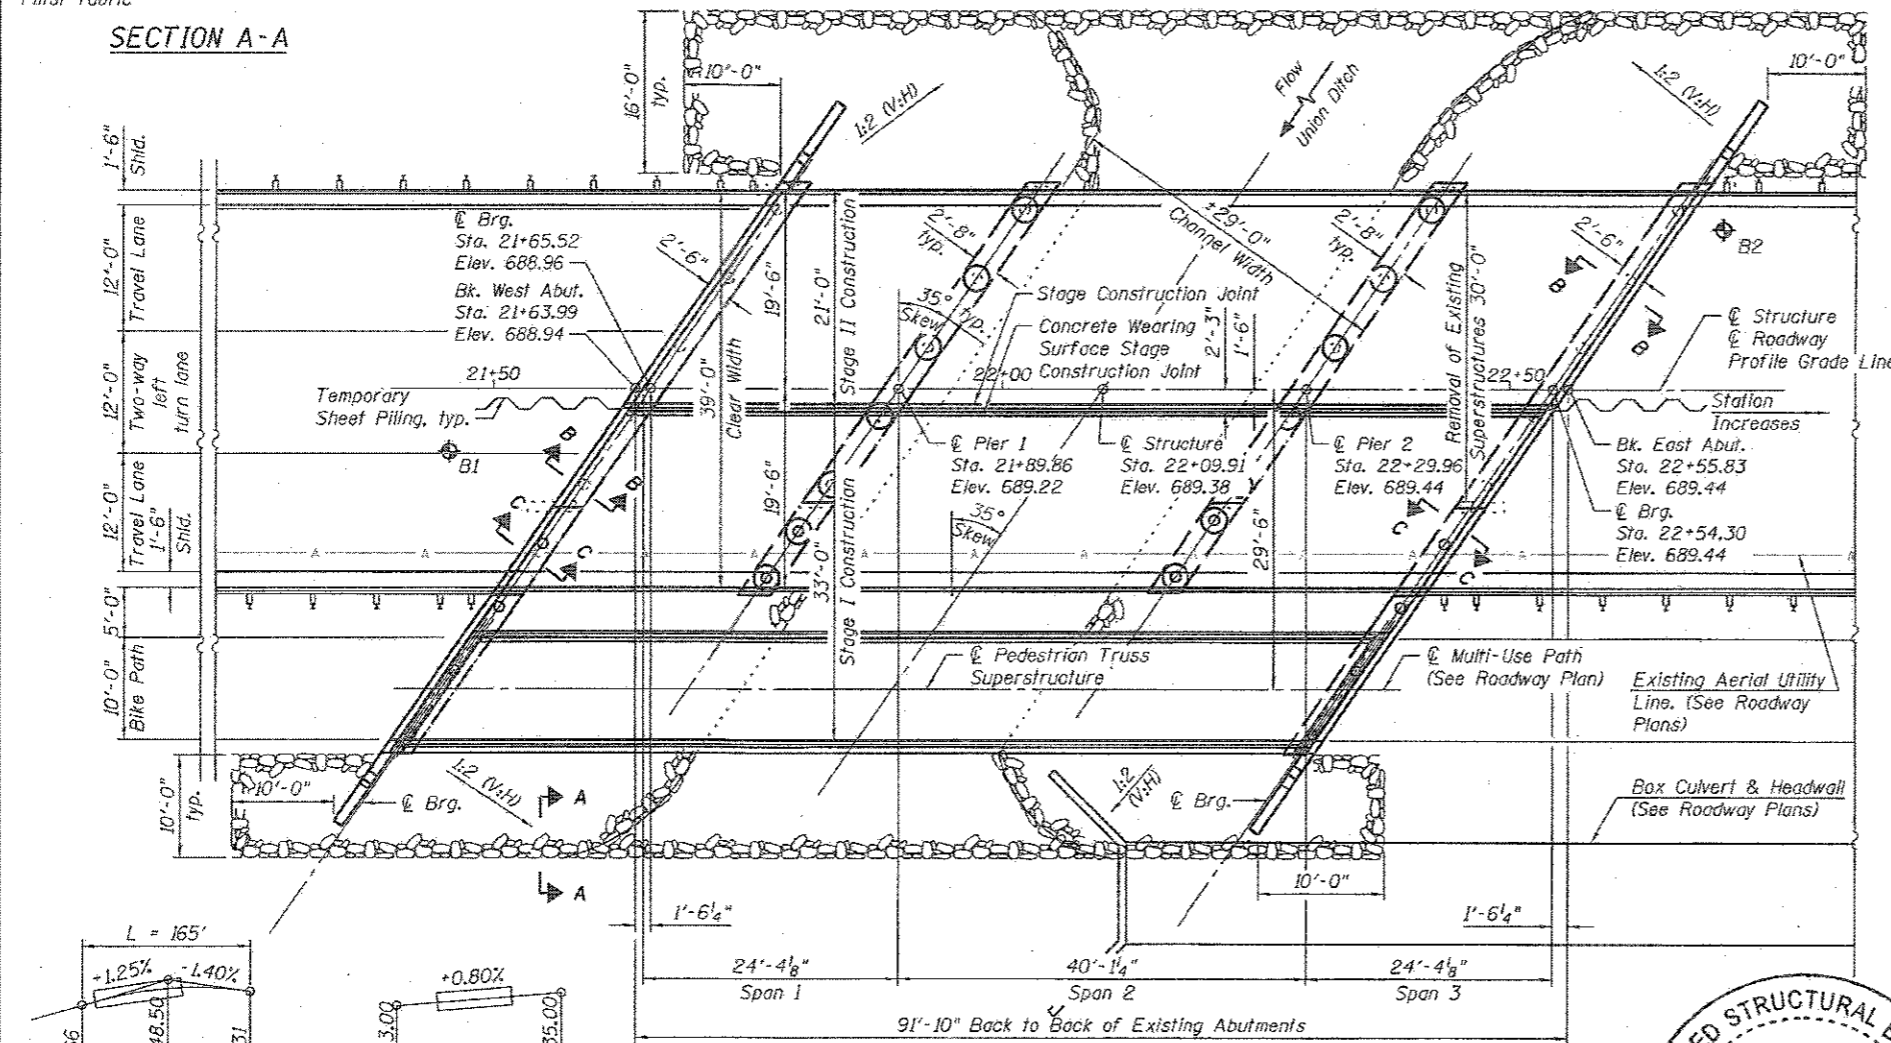 SECTION A-A
16'-0"
typ.
10'-0"
1:2 (V:H)
Flow
Union Ditch
1:2 (V:H)
10'-0"
1'-6"
Shld.
12'-0"
Travel Lane
12'-0"
Two-way
left
turn lane
12'-0"
Travel Lane
1'-6"
Shld.
5'-0"
10'-0"
Bike Path
10'-0"
typ.
℄ Brg.
Sta. 21+65.52
Elev. 688.96
Bk. West Abut.
Sta. 21+63.99
Elev. 688.94
2'-6"
19'-6"
39'-0"
Clear Width
19'-6"
21'-0"
Stage II Construction
33'-0"
Stage I Construction
2'-8"
typ.
35°
Skew
typ.
±29'-0"
Channel Width
2'-8"
typ.
Removal of Existing
Superstructures 30'-0"
2'-6"
B2
B
B
Stage Construction Joint
Concrete Wearing
Surface Stage
Construction Joint
2'-3"
1'-6"
℄ Structure
℄ Roadway
Profile Grade Line
21+50
22+00
22+50
Temporary
Sheet Piling, typ.
Station
Increases
B1
B
B
C
C
℄ Pier 1
Sta. 21+89.86
Elev. 689.22
℄ Structure
Sta. 22+09.91
Elev. 689.38
℄ Pier 2
Sta. 22+29.96
Elev. 689.44
Bk. East Abut.
Sta. 22+55.83
Elev. 689.44
℄ Brg.
Sta. 22+54.30
Elev. 689.44
35°
Skew
29'-6"
C
C
A A A A A A A A
℄ Pedestrian Truss
Superstructure
℄ Multi-Use Path
(See Roadway Plan)
Existing Aerial Utility
Line. (See Roadway
Plans)
10'-0"
℄ Brg.
1:2 (V:H)
A
A
1:2
(V:H)
℄ Brg.
Box Culvert & Headwall
(See Roadway Plans)
10'-0"
1'-6¼"
1'-6¼"
24'-4⅛"
Span 1
40'-1¼"
Span 2
24'-4⅛"
Span 3
91'-10" Back to Back of Existing Abutments
L = 165'
+1.25%
-1.40%
+0.80%
48.50
3.00
35.00
STRUCTURAL